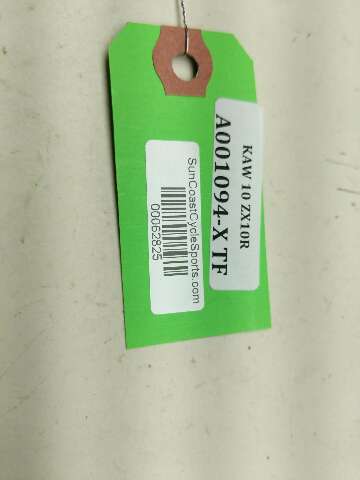 KAW 10 ZX10R
A001094-X TF
SunCoastCycleSports.com
00062825